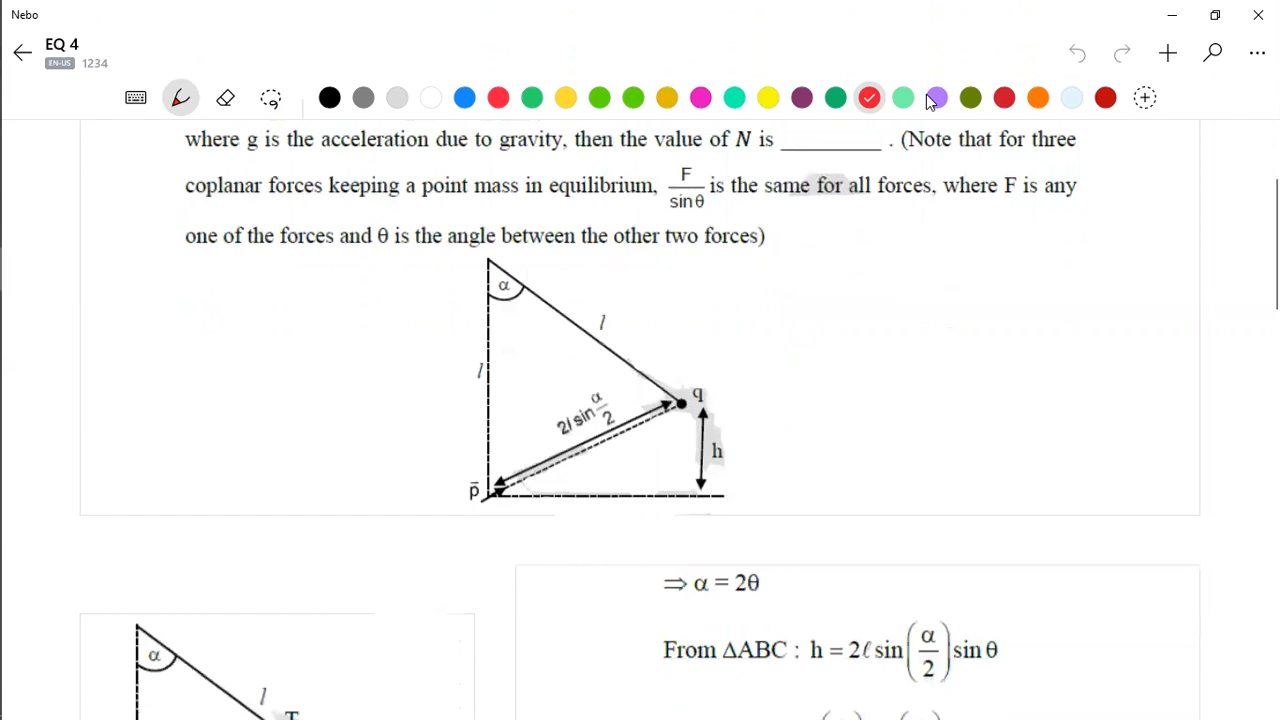 Nebo
EQ 4
EN-US 1234
where g is the acceleration due to gravity, then the value of N is __________ . (Note that for three
coplanar forces keeping a point mass in equilibrium, F/sinθ is the same for all forces, where F is any
one of the forces and θ is the angle between the other two forces)
α
l
l
q
2l sin α/2
h
p̄
⇒ α = 2θ
α
From ΔABC : h = 2ℓ sin(α/2) sin θ
l
T